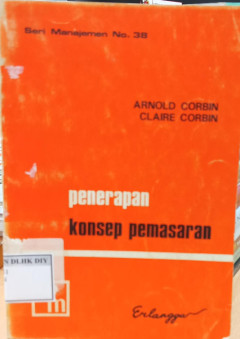 Seri Manajemen No. 38
ARNOLD CORBIN
CLAIRE CORBIN
penerapan
konsep pemasaran
S DLHK DIY
m
Erlangga